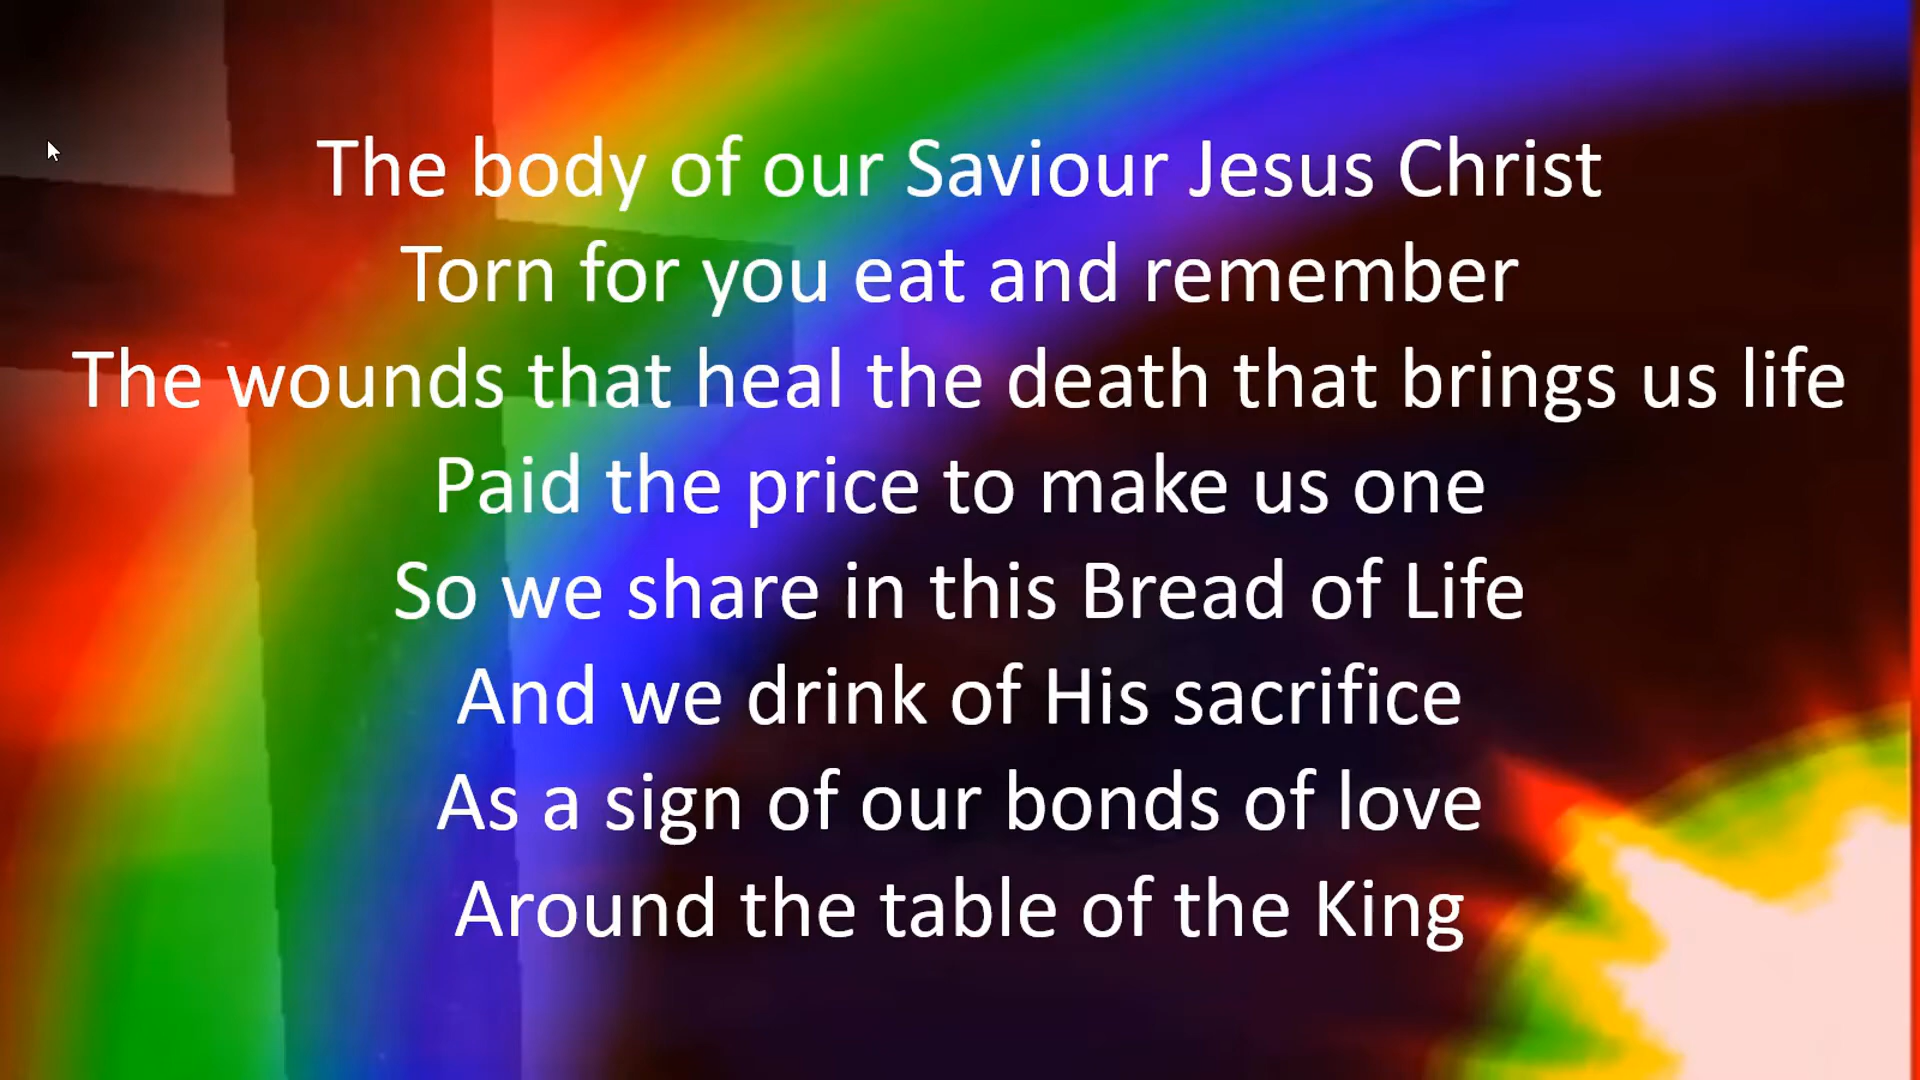 The body of our Saviour Jesus Christ
Torn for you eat and remember
The wounds that heal the death that brings us life
Paid the price to make us one
So we share in this Bread of Life
And we drink of His sacrifice
As a sign of our bonds of love
Around the table of the King